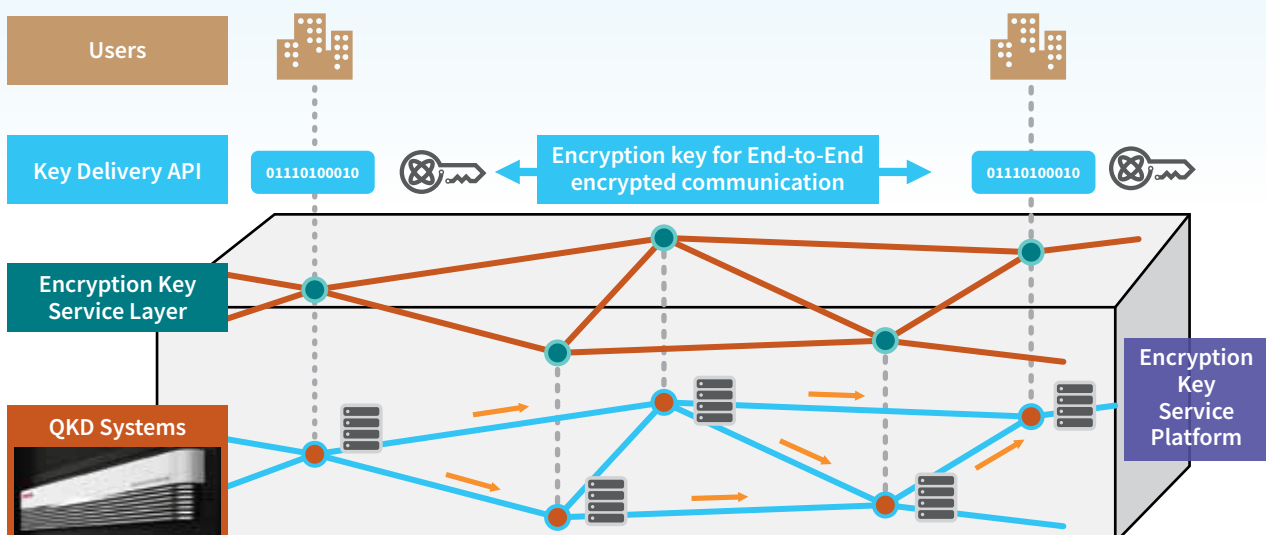 Users
Key Delivery API
01110100010
Encryption key for End-to-End
encrypted communication
01110100010
Encryption Key
Service Layer
Encryption
Key
Service
Platform
QKD Systems